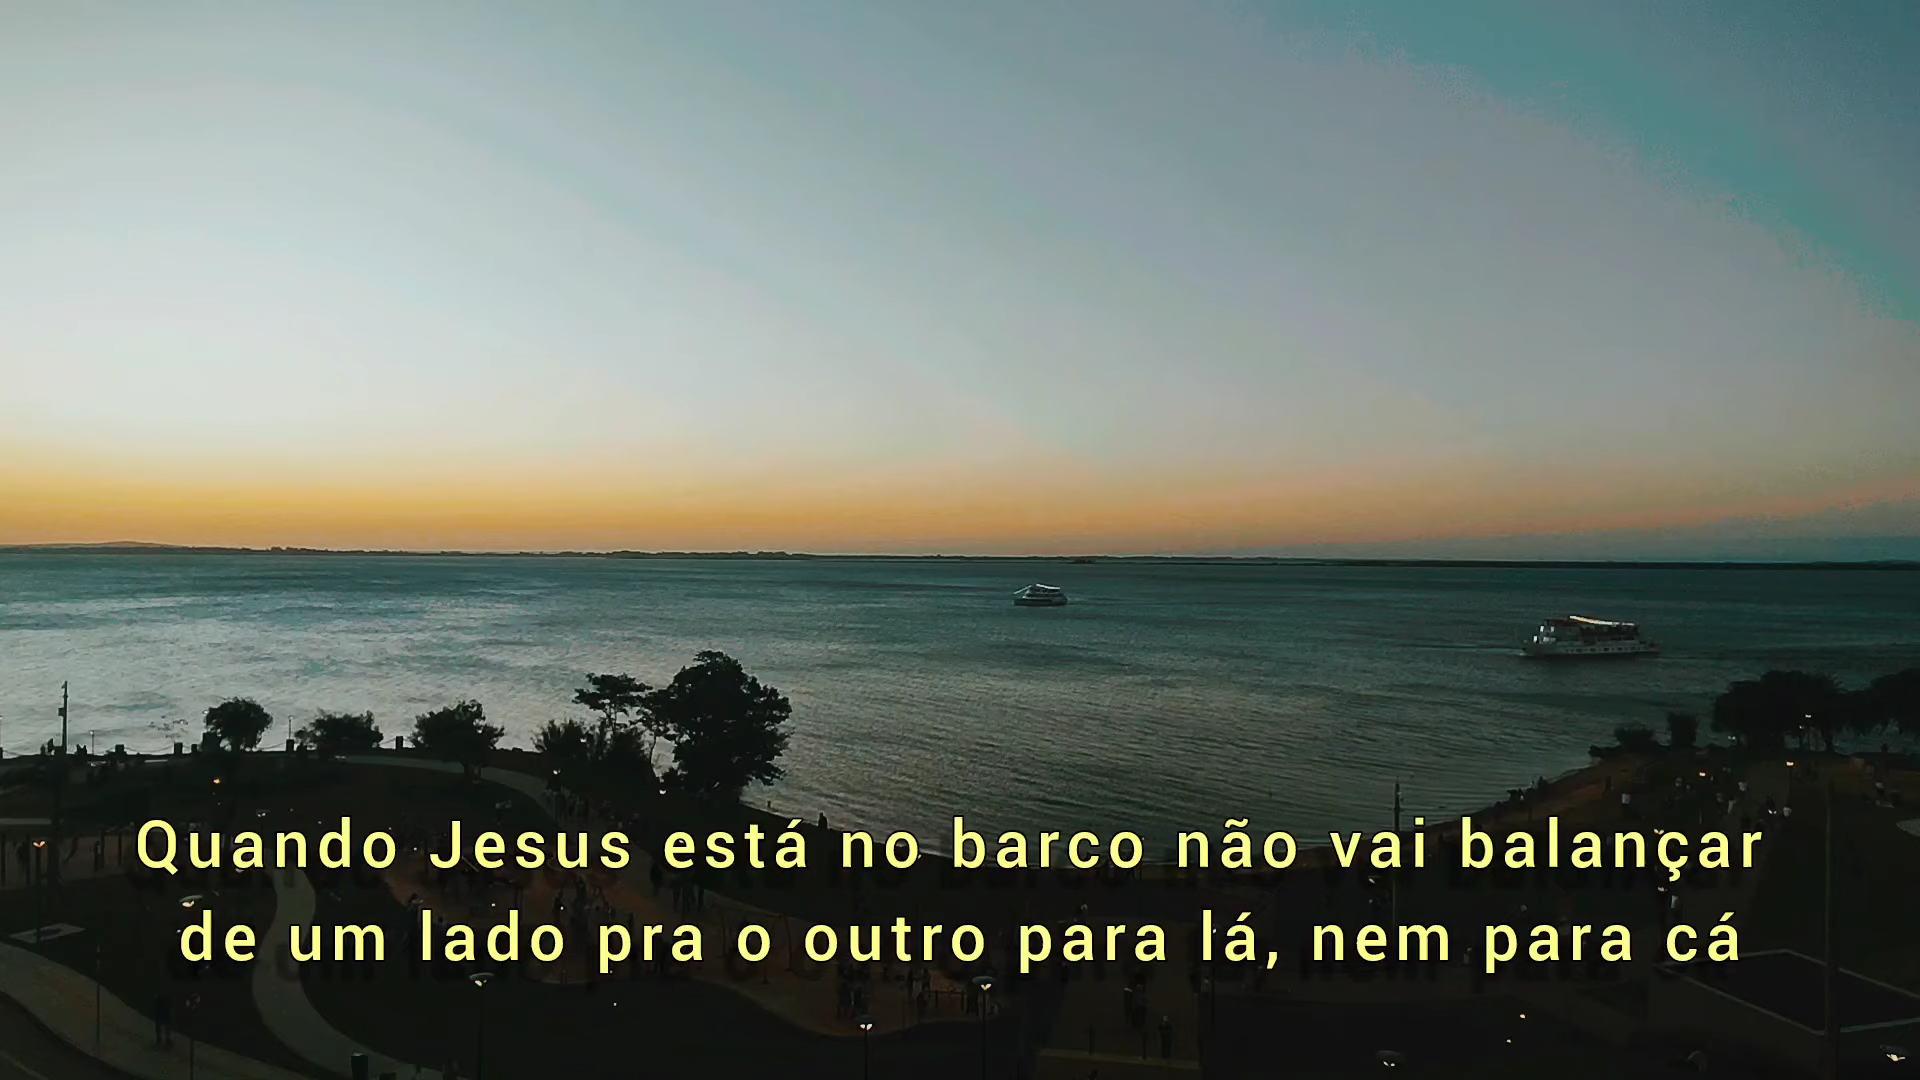 Quando Jesus está no barco não vai balançar
de um lado pra o outro para lá, nem para cá